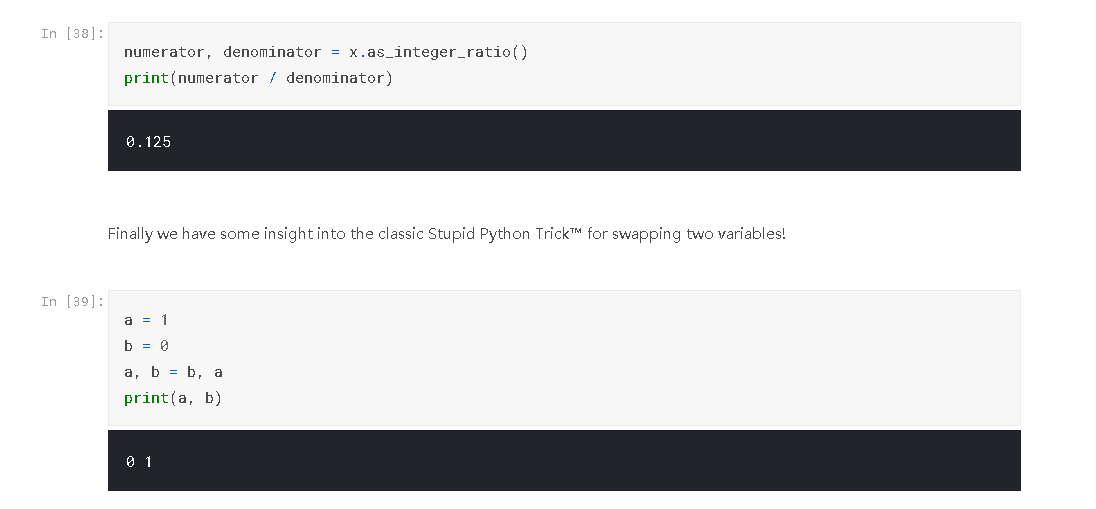 In [38]:
numerator, denominator = x.as_integer_ratio()
print(numerator / denominator)
0.125
Finally we have some insight into the classic Stupid Python Trick™ for swapping two variables!
In [39]:
a = 1
b = 0
a, b = b, a
print(a, b)
0 1